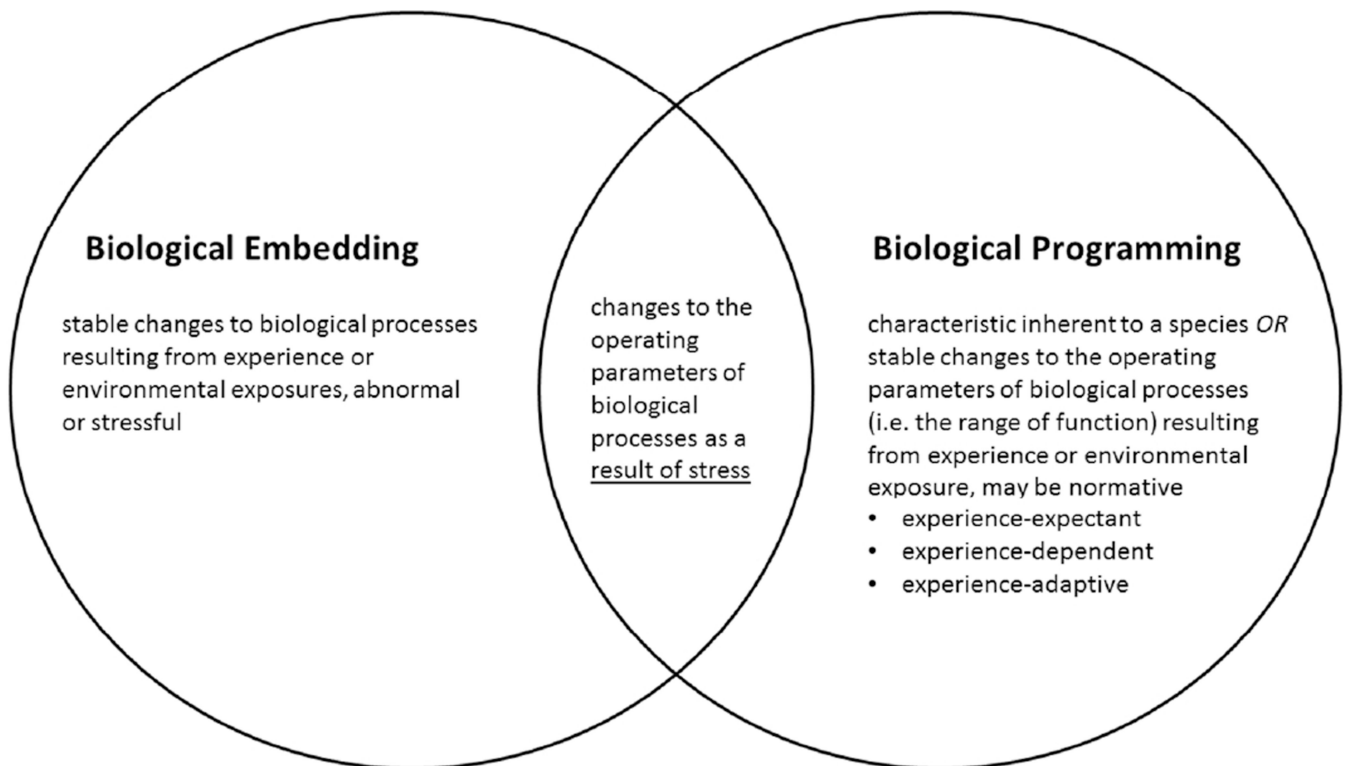 Biological Embedding
stable changes to biological processes
resulting from experience or
environmental exposures, abnormal
or stressful
changes to the
operating
parameters of
biological
processes as a
result of stress
Biological Programming
characteristic inherent to a species OR
stable changes to the operating
parameters of biological processes
(i.e. the range of function) resulting
from experience or environmental
exposure, may be normative
• experience-expectant
• experience-dependent
• experience-adaptive